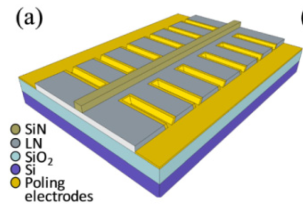 (a)
SiN
LN
SiO₂
Si
Poling
electrodes